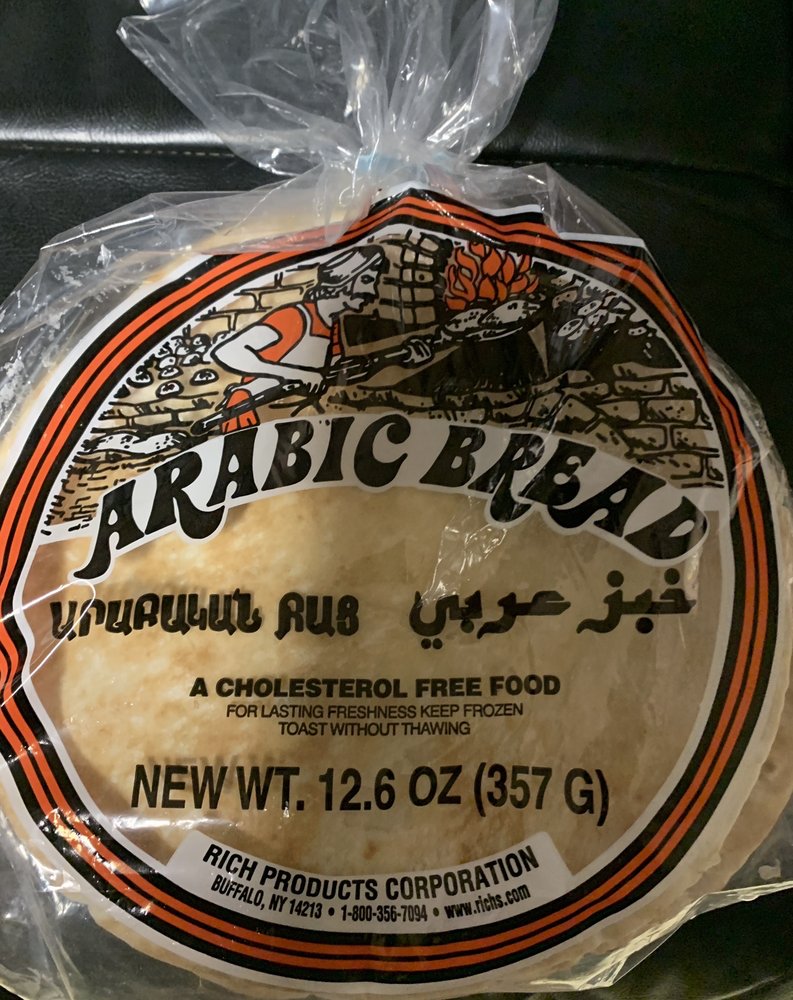 ARABIC BREAD
ԱՐԱԲԱԿԱՆ ՀԱՑ خبز عربي
A CHOLESTEROL FREE FOOD
FOR LASTING FRESHNESS KEEP FROZEN
TOAST WITHOUT THAWING
NEW WT. 12.6 OZ (357 G)
RICH PRODUCTS CORPORATION
BUFFALO, NY 14213 • 1-800-356-7094 • www.richs.com